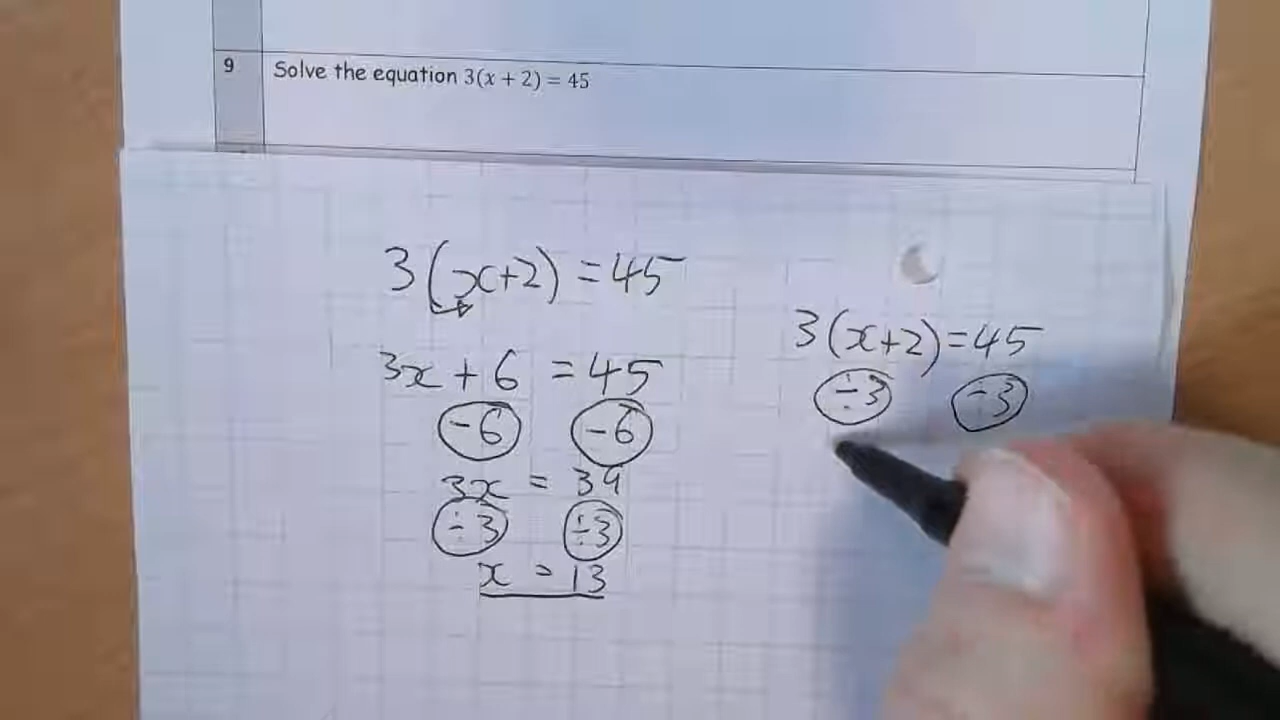 9 Solve the equation 3(x + 2) = 45
3(x+2) = 45
3x + 6 = 45
-6 -6
3x = 39
÷3 ÷3
x = 13
3(x+2) = 45
÷3 ÷3